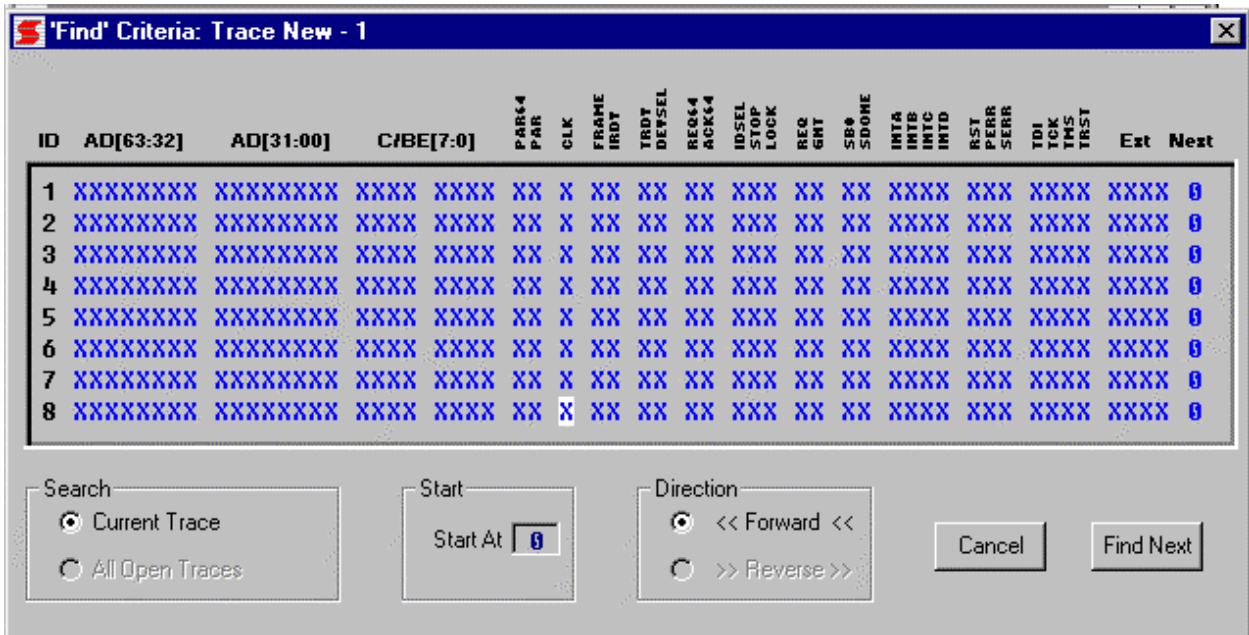 'Find' Criteria: Trace New - 1
ID AD[63:32] AD[31:00] C/BE[7:0] PAR64 PAR CLK FRAME IRDT TRDT DEVSEL REQ64 ACK64 IDSEL STOP LOCK REQ GNT SB0 SDONE INTA INTB INTC INTD RST PERR SERR TDI TCK TMS TRST Ext Next
1 XXXXXXXX XXXXXXXX XXXX XXXX XX X XX XX XX XXX XX XX XXXX XXX XXXX XXXX 0
2 XXXXXXXX XXXXXXXX XXXX XXXX XX X XX XX XX XXX XX XX XXXX XXX XXXX XXXX 0
3 XXXXXXXX XXXXXXXX XXXX XXXX XX X XX XX XX XXX XX XX XXXX XXX XXXX XXXX 0
4 XXXXXXXX XXXXXXXX XXXX XXXX XX X XX XX XX XXX XX XX XXXX XXX XXXX XXXX 0
5 XXXXXXXX XXXXXXXX XXXX XXXX XX X XX XX XX XXX XX XX XXXX XXX XXXX XXXX 0
6 XXXXXXXX XXXXXXXX XXXX XXXX XX X XX XX XX XXX XX XX XXXX XXX XXXX XXXX 0
7 XXXXXXXX XXXXXXXX XXXX XXXX XX X XX XX XX XXX XX XX XXXX XXX XXXX XXXX 0
8 XXXXXXXX XXXXXXXX XXXX XXXX XX X XX XX XX XXX XX XX XXXX XXX XXXX XXXX 0
Search
Current Trace
All Open Traces
Start
Start At 0
Direction
<< Forward <<
>> Reverse >>
Cancel
Find Next